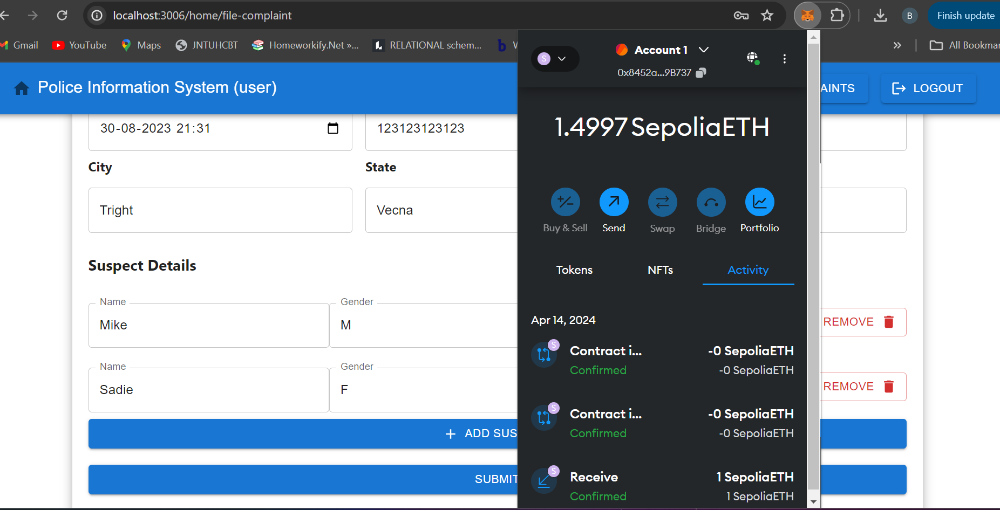 localhost:3006/home/file-complaint
B
Finish update
Gmail
YouTube
Maps
JNTUHCBT
Homeworkify.Net »...
RELATIONAL schem...
»
All Bookmar
Police Information System (user)
AINTS
LOGOUT
30-08-2023 21:31
123123123123
City
State
Tright
Vecna
Suspect Details
Name
Gender
Mike
M
REMOVE
Name
Gender
Sadie
F
REMOVE
+ ADD SUS
SUBMIT
S
Account 1
0x8452a...9B737
1.4997 SepoliaETH
Buy & Sell
Send
Swap
Bridge
Portfolio
Tokens
NFTs
Activity
Apr 14, 2024
S
Contract i...
-0 SepoliaETH
Confirmed
-0 SepoliaETH
S
Contract i...
-0 SepoliaETH
Confirmed
-0 SepoliaETH
S
Receive
1 SepoliaETH
Confirmed
1 SepoliaETH